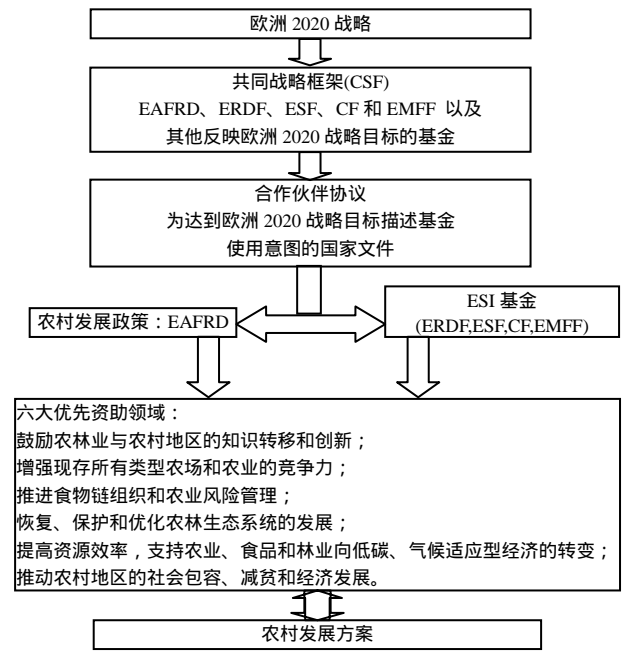 欧洲 2020 战略
共同战略框架(CSF)
EAFRD、ERDF、ESF、CF 和 EMFF 以及
其他反映欧洲 2020 战略目标的基金
合作伙伴协议
为达到欧洲 2020 战略目标描述基金
使用意图的国家文件
农村发展政策：EAFRD
ESI 基金
(ERDF,ESF,CF,EMFF)
六大优先资助领域：
鼓励农林业与农村地区的知识转移和创新；
增强现存所有类型农场和农业的竞争力；
推进食物链组织和农业风险管理；
恢复、保护和优化农林生态系统的发展；
提高资源效率，支持农业、食品和林业向低碳、气候适应型经济的转变；
推动农村地区的社会包容、减贫和经济发展。
农村发展方案